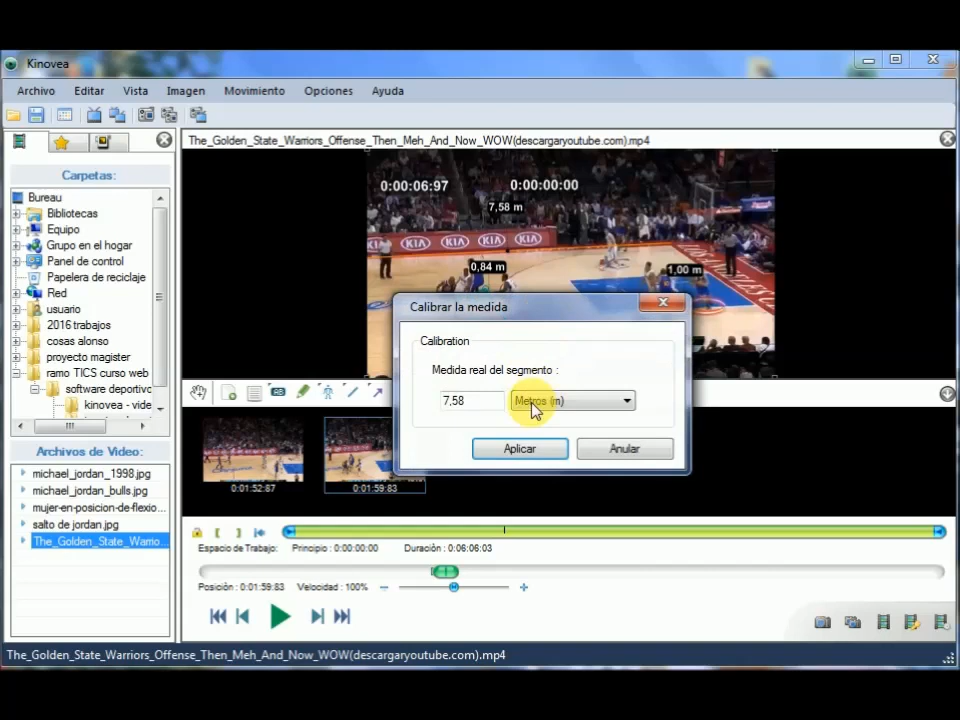 Kinovea
Archivo Editar Vista Imagen Movimiento Opciones Ayuda
The_Golden_State_Warriors_Offense_Then_Meh_And_Now_WOW(descargaryoutube.com).mp4
Carpetas:
Bureau
Bibliotecas
Equipo
Grupo en el hogar
Panel de control
Papelera de reciclaje
Red
usuario
2016 trabajos
cosas alonso
proyecto magister
ramo TICS curso web
software deportivo
kinovea - vide
Archivos de Video:
michael_jordan_1998.jpg
michael_jordan_bulls.jpg
mujer-en-posicion-de-flexio...
salto de jordan.jpg
The_Golden_State_Warrio...
0:00:06:97 0:00:00:00
7,58 m
KIA KIA KIA KIA
0,84 m 1,00 m
Calibrar la medida
Calibration
Medida real del segmento :
7,58 Metros (m)
Aplicar Anular
0:01:52:87 0:01:59:83
Espacio de Trabajo: Principio : 0:00:00:00 Duración : 0:06:06:03
Posición : 0:01:59:83 Velocidad : 100%
The_Golden_State_Warriors_Offense_Then_Meh_And_Now_WOW(descargaryoutube.com).mp4